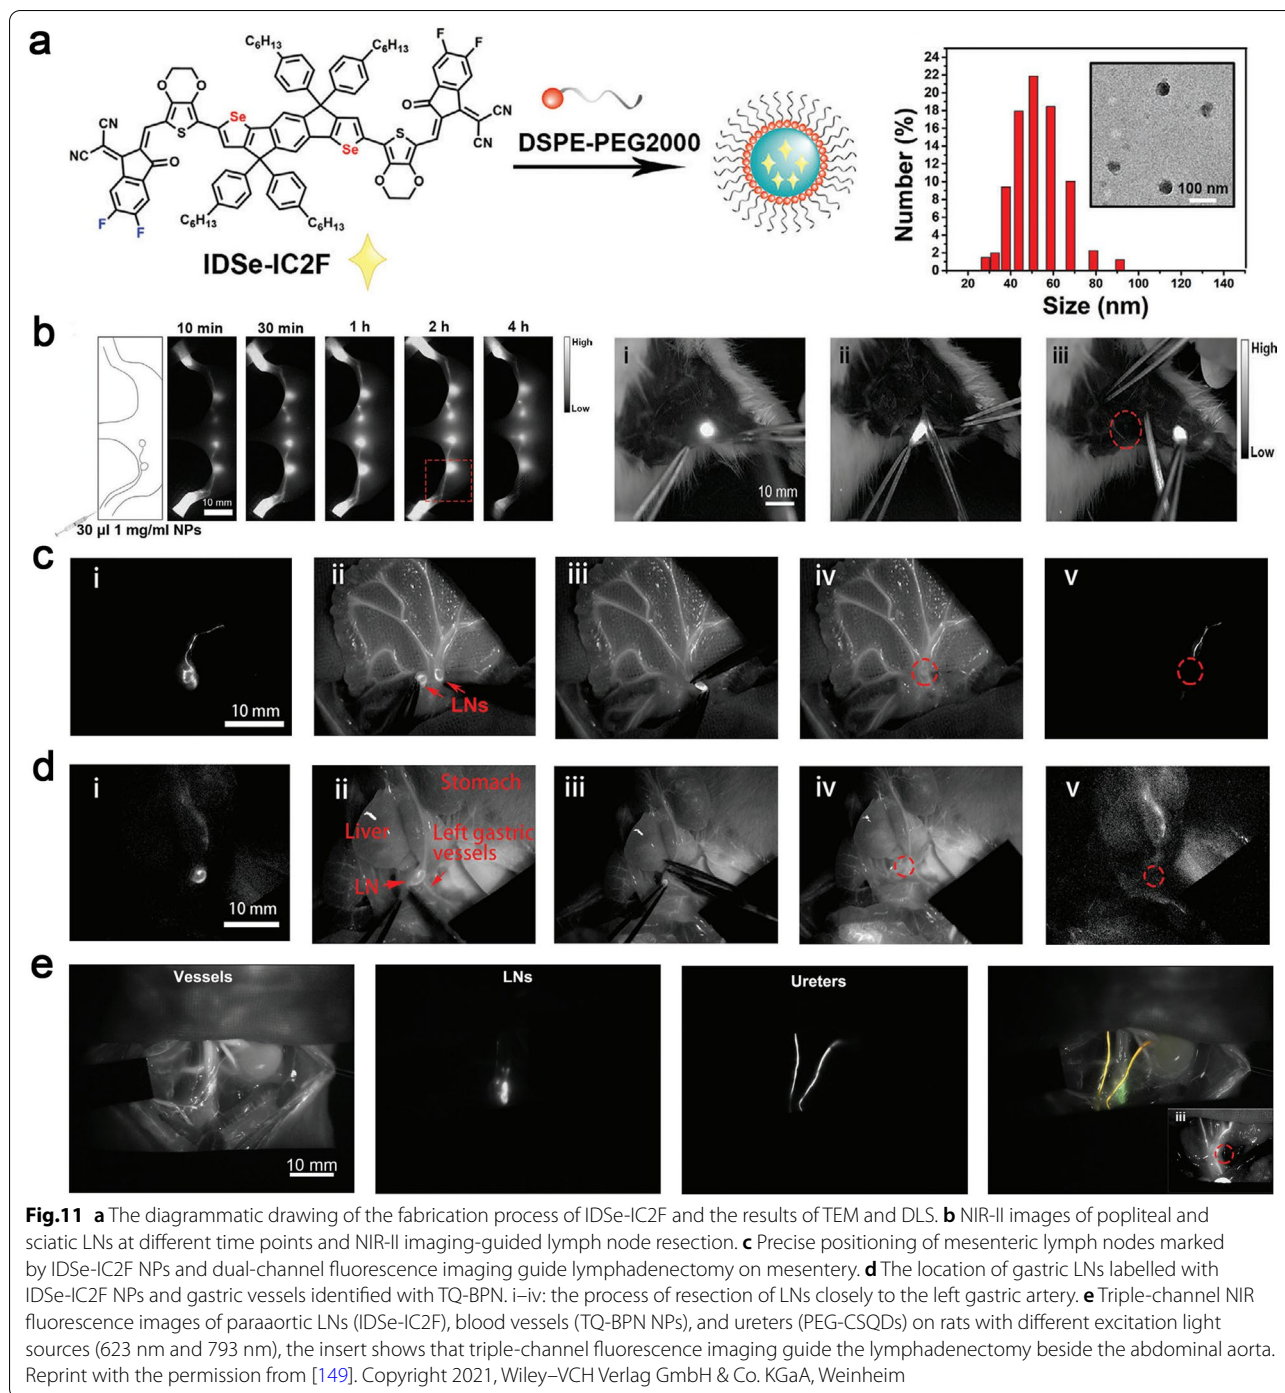 a
C6H13
C6H13
F
F
O
O
O
CN
CN
Se
S
S
Se
CN
CN
O
O
O
F
F
C6H13
C6H13
IDSe-IC2F
DSPE-PEG2000
Number (%)
24
22
20
18
16
14
12
10
8
6
4
2
0
20 40 60 80 100 120 140
Size (nm)
100 nm
b
10 min 30 min 1 h 2 h 4 h
High
Low
10 mm
30 µl 1 mg/ml NPs
i
10 mm
ii
iii
High
Low
c
i
10 mm
ii
LNs
iii
iv
v
d
i
10 mm
ii
Stomach
Liver
Left gastric
vessels
LN
iii
iv
v
e
Vessels
10 mm
LNs
Ureters
iii
Fig.11 a The diagrammatic drawing of the fabrication process of IDSe-IC2F and the results of TEM and DLS. b NIR-II images of popliteal and
sciatic LNs at different time points and NIR-II imaging-guided lymph node resection. c Precise positioning of mesenteric lymph nodes marked
by IDSe-IC2F NPs and dual-channel fluorescence imaging guide lymphadenectomy on mesentery. d The location of gastric LNs labelled with
IDSe-IC2F NPs and gastric vessels identified with TQ-BPN. i–iv: the process of resection of LNs closely to the left gastric artery. e Triple-channel NIR
fluorescence images of paraaortic LNs (IDSe-IC2F), blood vessels (TQ-BPN NPs), and ureters (PEG-CSQDs) on rats with different excitation light
sources (623 nm and 793 nm), the insert shows that triple-channel fluorescence imaging guide the lymphadenectomy beside the abdominal aorta.
Reprint with the permission from [149]. Copyright 2021, Wiley–VCH Verlag GmbH & Co. KGaA, Weinheim